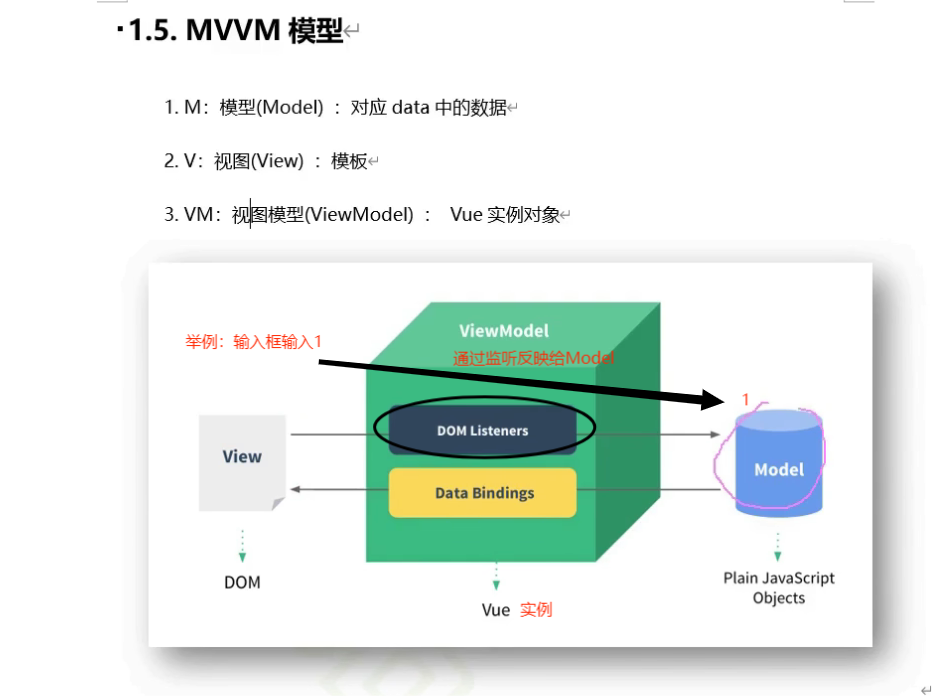 1.5. MVVM 模型
1. M：模型(Model) ：对应 data 中的数据
2. V：视图(View) ：模板
3. VM：视图模型(ViewModel) ： Vue 实例对象
ViewModel
举例：输入框输入1
通过监听反映给Model
1
DOM Listeners
View
Model
Data Bindings
DOM
Plain JavaScript
Objects
Vue 实例